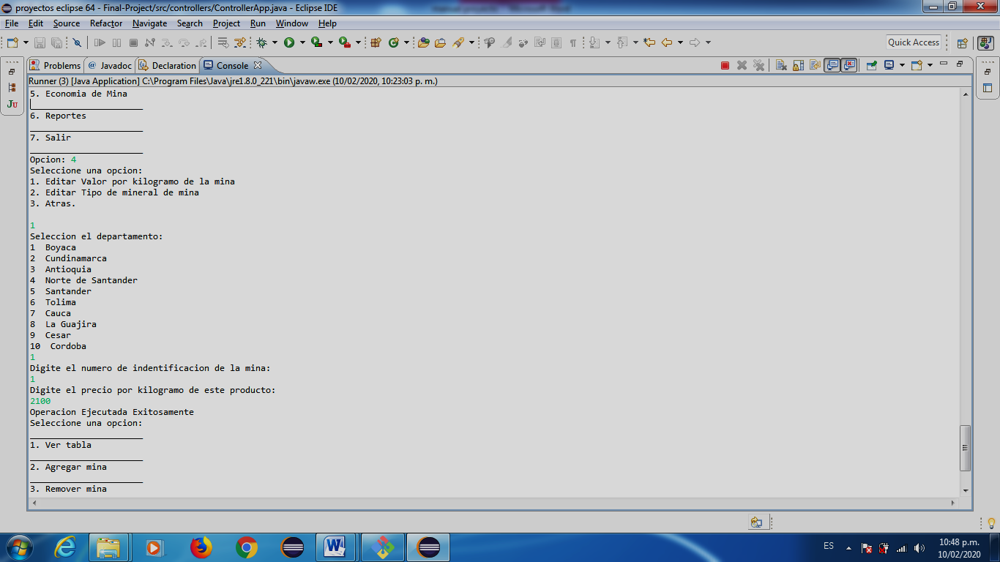 proyectos eclipse 64 - Final-Project/src/controllers/ControllerApp.java - Eclipse IDE
File Edit Source Refactor Navigate Search Project Run Window Help
Quick Access
Problems @ Javadoc Declaration Console
Runner (3) [Java Application] C:\Program Files\Java\jre1.8.0_221\bin\javaw.exe (10/02/2020, 10:23:03 p. m.)
JU
5. Economia de Mina
______________________
6. Reportes
______________________
7. Salir
______________________
Opcion: 4
Seleccione una opcion:
1. Editar Valor por kilogramo de la mina
2. Editar Tipo de mineral de mina
3. Atras.
1
Seleccion el departamento:
1  Boyaca
2  Cundinamarca
3  Antioquia
4  Norte de Santander
5  Santander
6  Tolima
7  Cauca
8  La Guajira
9  Cesar
10  Cordoba
1
Digite el numero de indentificacion de la mina:
1
Digite el precio por kilogramo de este producto:
2100
Operacion Ejecutada Exitosamente
Seleccione una opcion:
______________________
1. Ver tabla
______________________
2. Agregar mina
______________________
3. Remover mina
ES
10:48 p.m.
10/02/2020